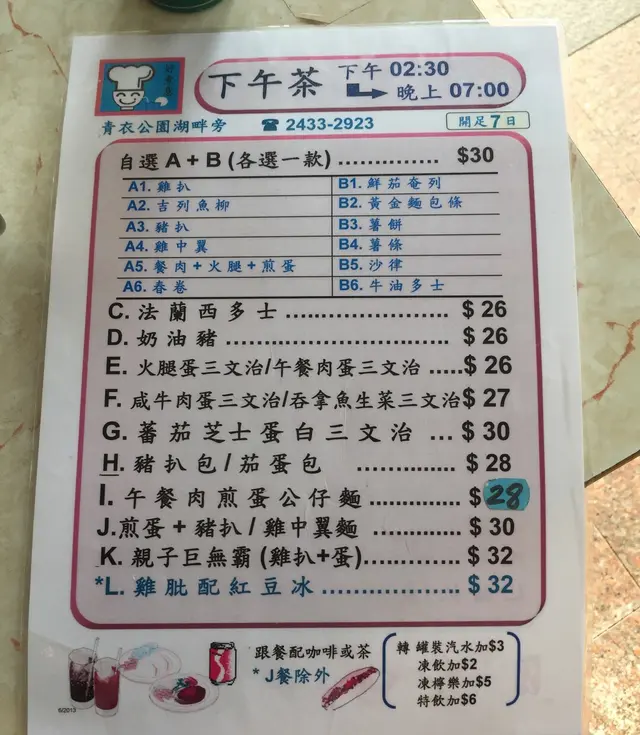 下午茶 下午 02:30
晚上 07:00
青衣公園湖畔旁 ☎ 2433-2923 開足7日
自選 A + B (各選一款) .............. $30
A1. 雞扒 B1. 鮮茄奄列
A2. 吉列魚柳 B2. 黃金麵包條
A3. 豬扒 B3. 薯餅
A4. 雞中翼 B4. 薯條
A5. 餐肉+火腿+煎蛋 B5. 沙律
A6. 春卷 B6. 牛油多士
C. 法蘭西多士 ........................ $ 26
D. 奶油豬 ................................. $ 26
E. 火腿蛋三文治/午餐肉蛋三文治 .....$ 26
F. 咸牛肉蛋三文治/吞拿魚生菜三文治$ 27
G. 蕃茄芝士蛋白三文治 ... $ 30
H. 豬扒包/茄蛋包 .............. $ 28
I. 午餐肉煎蛋公仔麵 .............. $ 28
J.煎蛋+豬扒/雞中翼麵 ............. $ 30
K. 親子巨無霸 (雞扒+蛋).............. $ 32
*L. 雞肶配紅豆冰 .................... $ 32
跟餐配咖啡或茶
* J餐除外
轉 罐裝汽水加$3
凍飲加$2
凍檸樂加$5
特飲加$6
6/2013